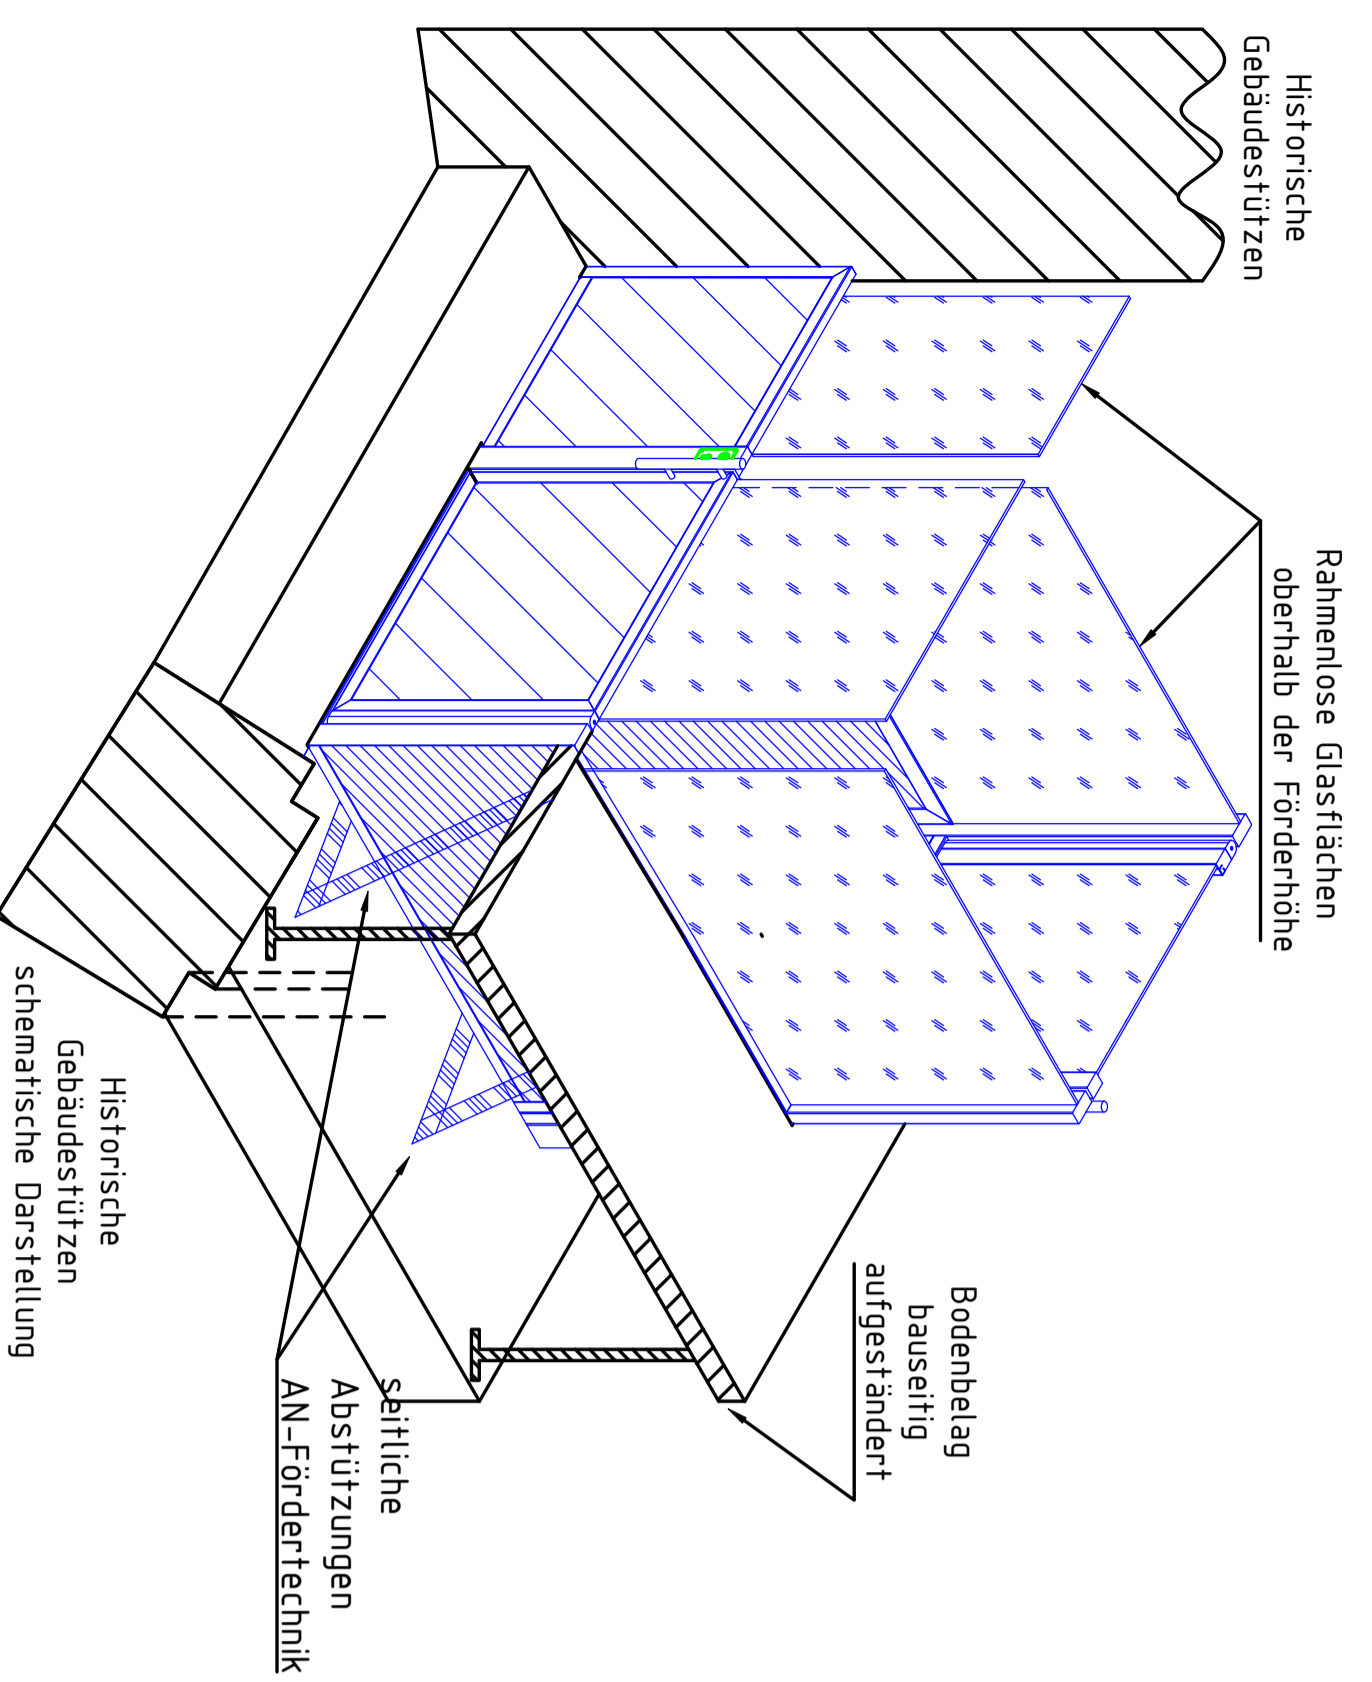 Historische
Gebäudestützen
Rahmenlose Glasflächen
oberhalb der Förderhöhe
Bodenbelag
bauseitig
aufgeständert
seitliche
Abstützungen
AN-Fördertechnik
Historische
Gebäudestützen
schematische Darstellung